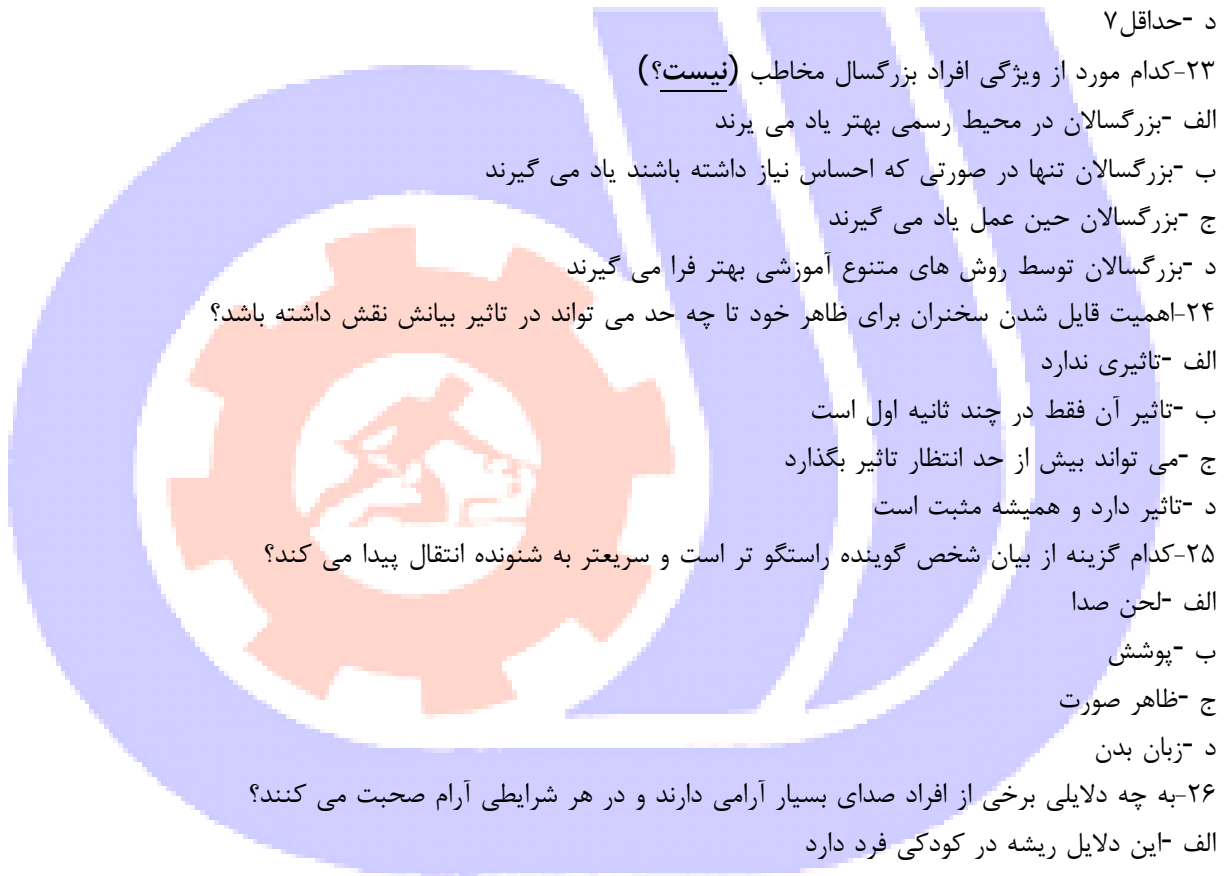 د -حداقل۷
۲۳-کدام مورد از ویژگی افراد بزرگسال مخاطب (نیست؟)
الف -بزرگسالان در محیط رسمی بهتر یاد می یرند
ب -بزرگسالان تنها در صورتی که احساس نیاز داشته باشند یاد می گیرند
ج -بزرگسالان حین عمل یاد می گیرند
د -بزرگسالان توسط روش های متنوع آموزشی بهتر فرا می گیرند
۲۴-اهمیت قایل شدن سخنران برای ظاهر خود تا چه حد می تواند در تاثیر بیانش نقش داشته باشد؟
الف -تاثیری ندارد
ب -تاثیر آن فقط در چند ثانیه اول است
ج -می تواند بیش از حد انتظار تاثیر بگذارد
د -تاثیر دارد و همیشه مثبت است
۲۵-کدام گزینه از بیان شخص گوینده راستگو تر است و سریعتر به شنونده انتقال پیدا می کند؟
الف -لحن صدا
ب -پوشش
ج -ظاهر صورت
د -زبان بدن
۲۶-به چه دلایلی برخی از افراد صدای بسیار آرامی دارند و در هر شرایطی آرام صحبت می کنند؟
الف -این دلایل ریشه در کودکی فرد دارد